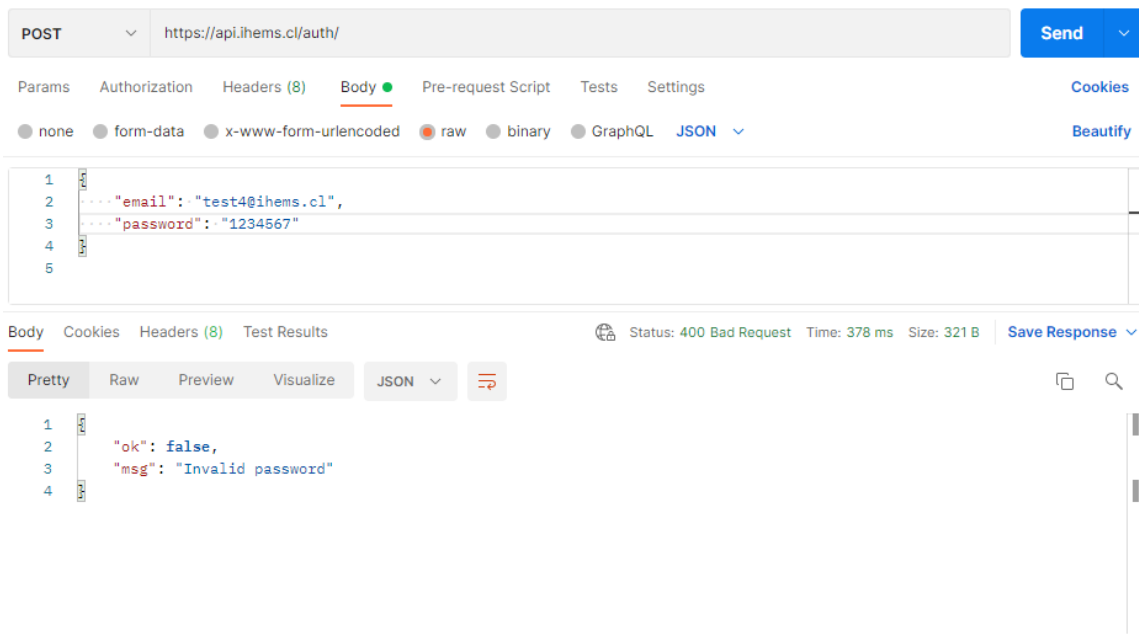 POST https://api.ihems.cl/auth/ Send
Params Authorization Headers (8) Body Pre-request Script Tests Settings Cookies
none form-data x-www-form-urlencoded raw binary GraphQL JSON Beautify
1 {
2 "email": "test4@ihems.cl",
3 "password": "1234567"
4 }
5
Body Cookies Headers (8) Test Results Status: 400 Bad Request Time: 378 ms Size: 321 B Save Response
Pretty Raw Preview Visualize JSON
1 {
2 "ok": false,
3 "msg": "Invalid password"
4 }